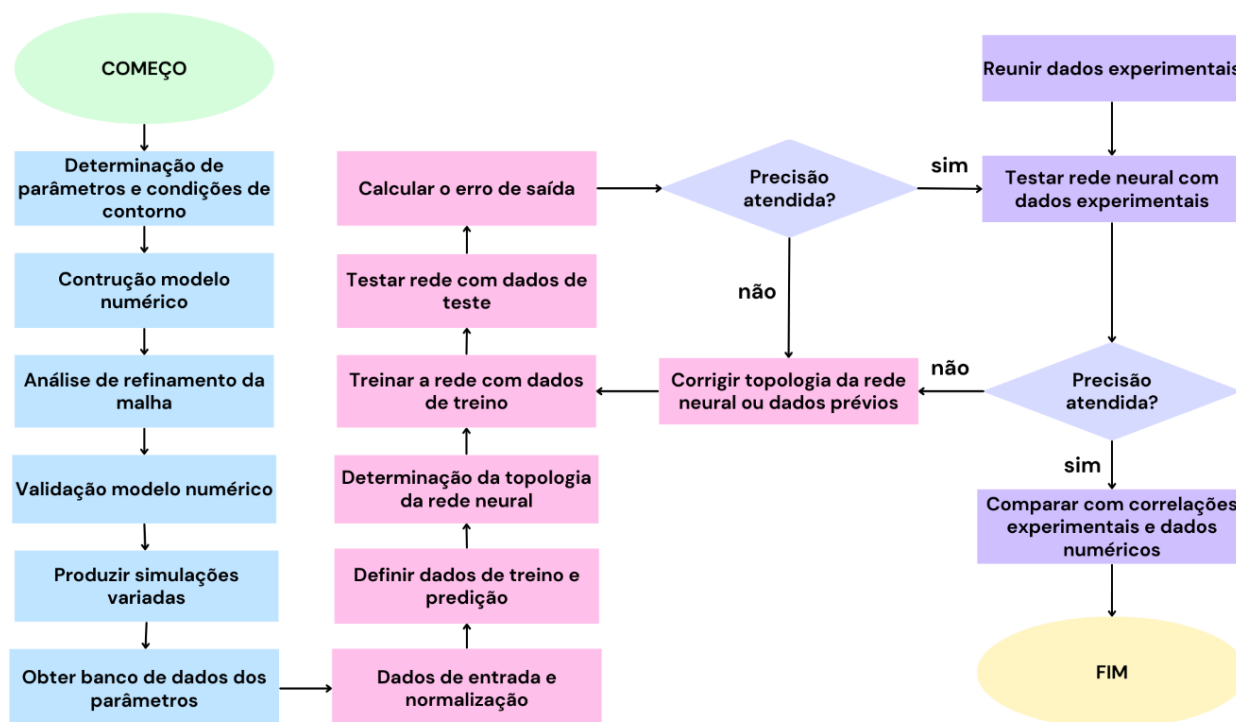 COMEÇO
Determinação de
parâmetros e condições de
contorno
Contrução modelo
numérico
Análise de refinamento da
malha
Validação modelo numérico
Produzir simulações
variadas
Obter banco de dados dos
parâmetros
Dados de entrada e
normalização
Definir dados de treino e
predição
Determinação da topologia
da rede neural
Treinar a rede com dados
de treino
Testar rede com dados de
teste
Calcular o erro de saída
Precisão
atendida?
sim
não
Corrigir topologia da rede
neural ou dados prévios
Reunir dados experimentais
Testar rede neural com
dados experimentais
Precisão
atendida?
não
sim
Comparar com correlações
experimentais e dados
numéricos
FIM